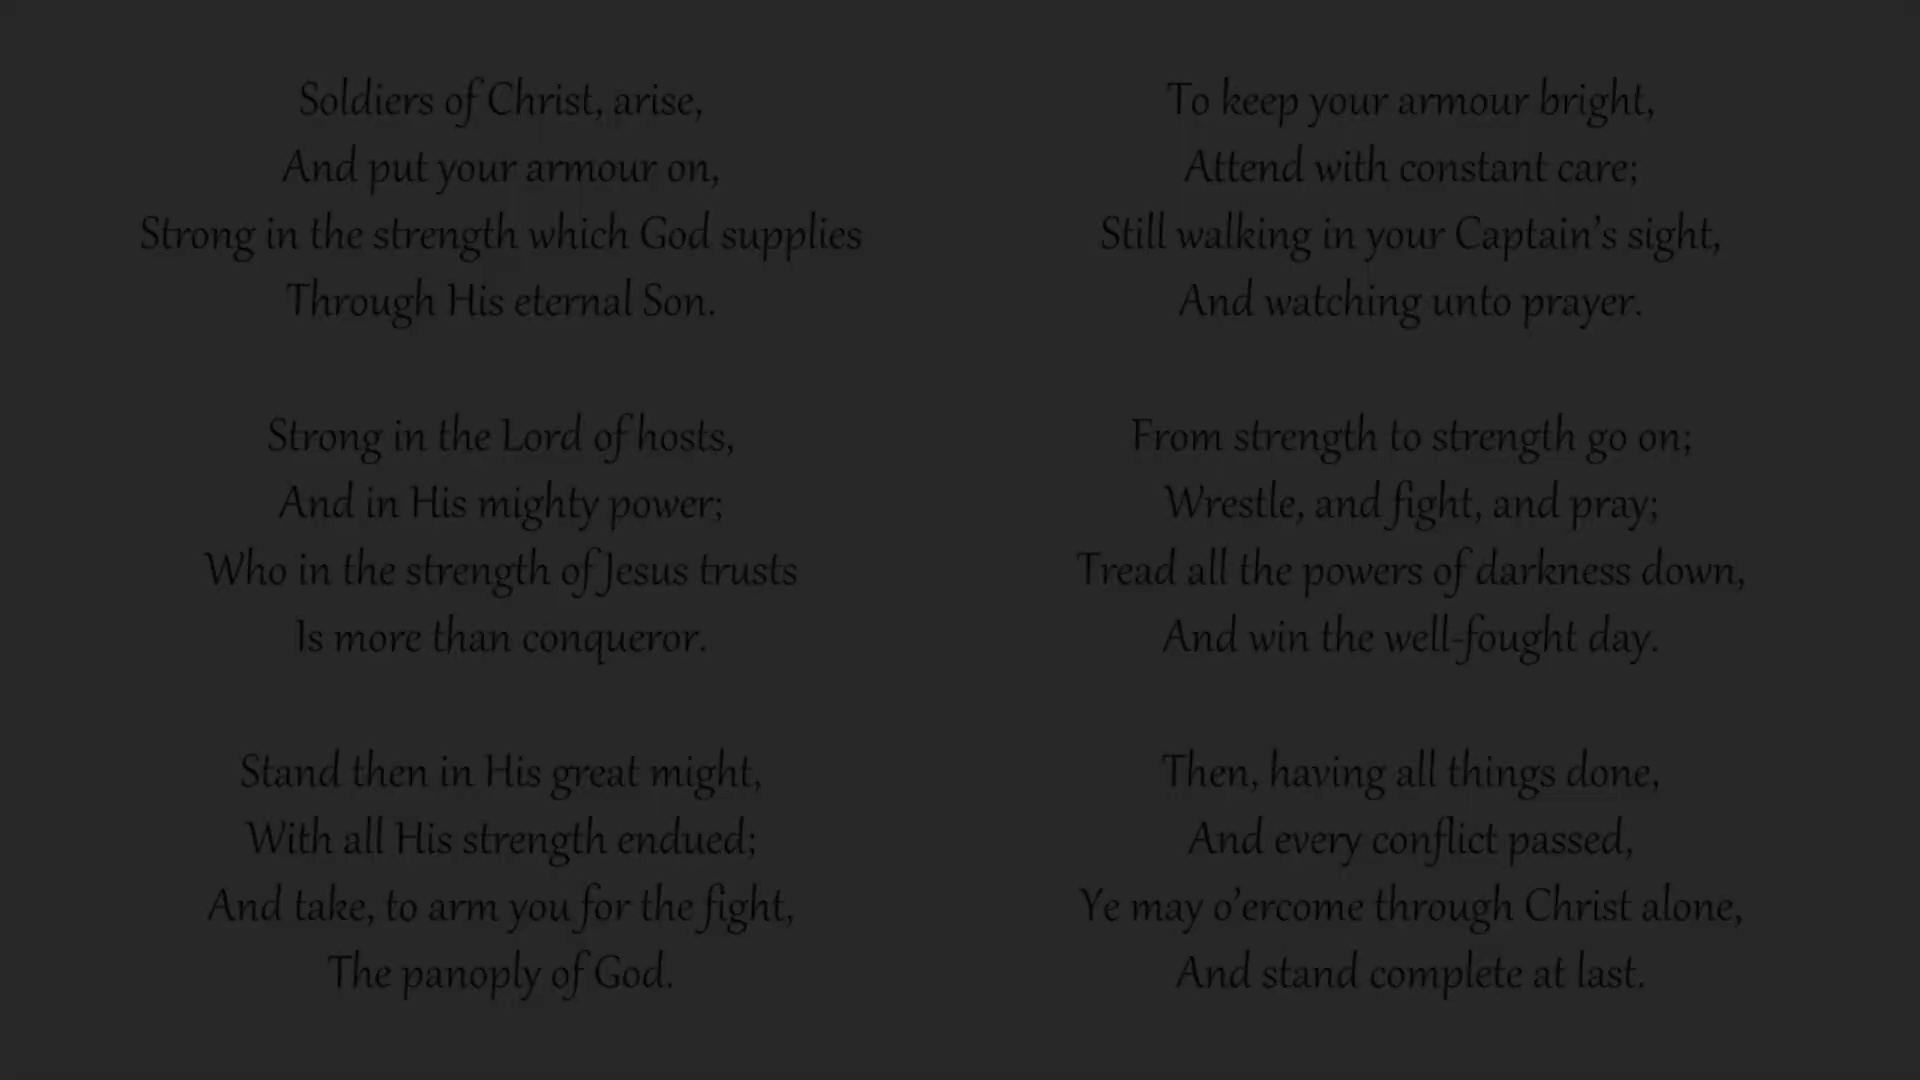 Soldiers of Christ, arise,
And put your armour on,
Strong in the strength which God supplies
Through His eternal Son.
Strong in the Lord of hosts,
And in His mighty power;
Who in the strength of Jesus trusts
Is more than conqueror.
Stand then in His great might,
With all His strength endued;
And take, to arm you for the fight,
The panoply of God.
To keep your armour bright,
Attend with constant care;
Still walking in your Captain’s sight,
And watching unto prayer.
From strength to strength go on;
Wrestle, and fight, and pray;
Tread all the powers of darkness down,
And win the well-fought day.
Then, having all things done,
And every conflict passed,
Ye may o’ercome through Christ alone,
And stand complete at last.